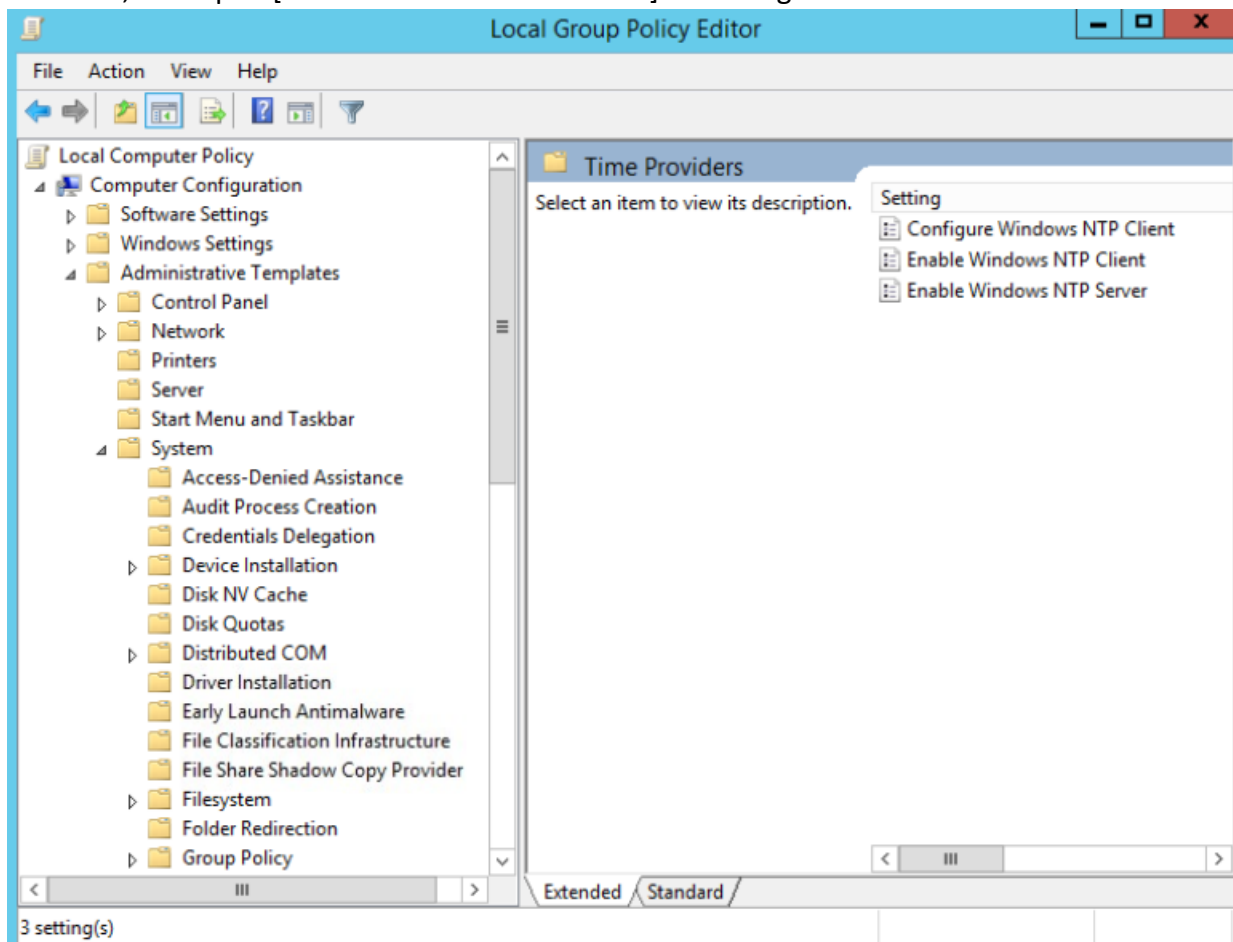 Local Group Policy Editor
File Action View Help
Local Computer Policy
Computer Configuration
Software Settings
Windows Settings
Administrative Templates
Control Panel
Network
Printers
Server
Start Menu and Taskbar
System
Access-Denied Assistance
Audit Process Creation
Credentials Delegation
Device Installation
Disk NV Cache
Disk Quotas
Distributed COM
Driver Installation
Early Launch Antimalware
File Classification Infrastructure
File Share Shadow Copy Provider
Filesystem
Folder Redirection
Group Policy
Time Providers
Select an item to view its description.
Setting
Configure Windows NTP Client
Enable Windows NTP Client
Enable Windows NTP Server
Extended Standard
3 setting(s)